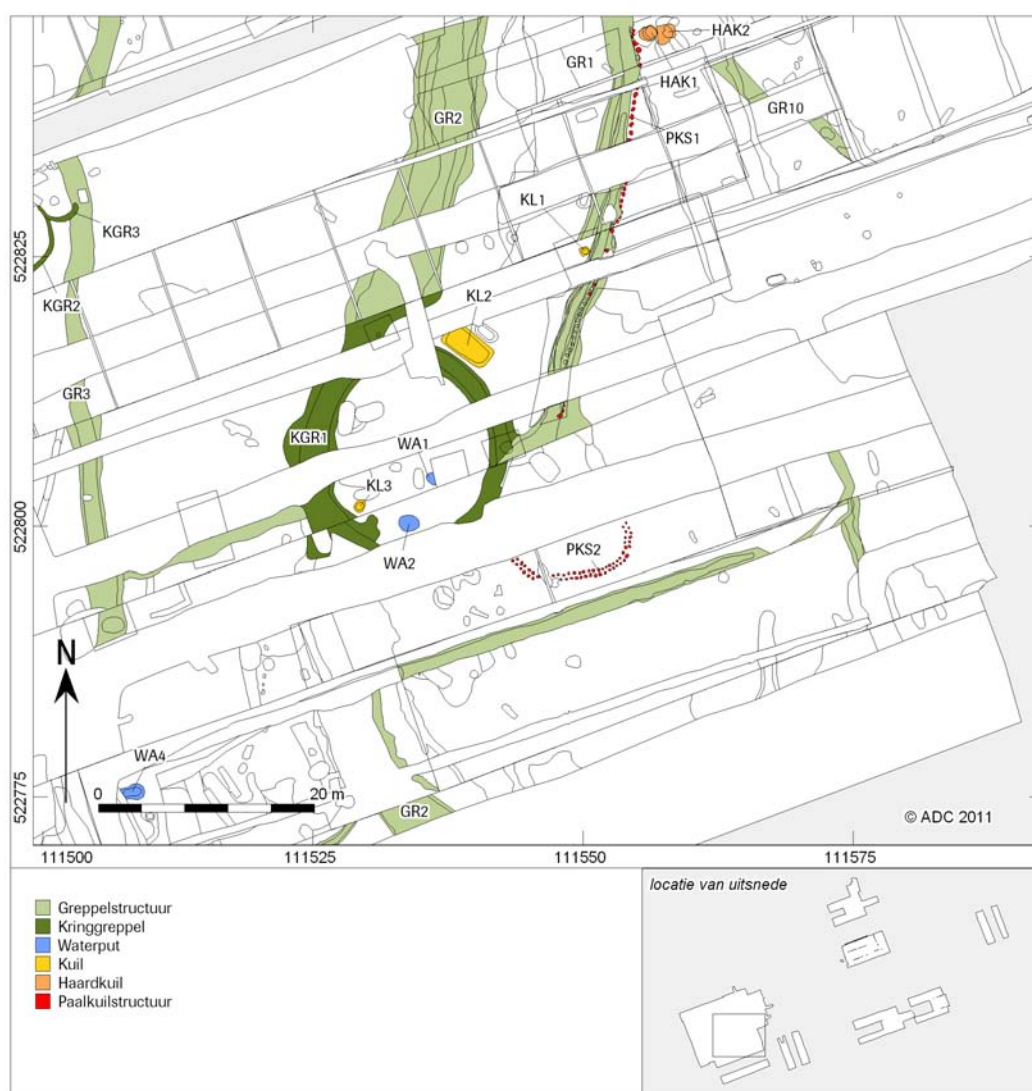 HAK2
GR1
HAK1
GR2
GR10
PKS1
KL1
KGR3
522825
KGR2
KL2
GR3
KGR1
WA1
KL3
522800
WA2
PKS2
N
WA4
0
20 m
522775
GR2
© ADC 2011
111500
111525
111550
111575
Greppelstructuur
Kringgreppel
Waterput
Kuil
Haardkuil
Paalkuilstructuur
locatie van uitsnede